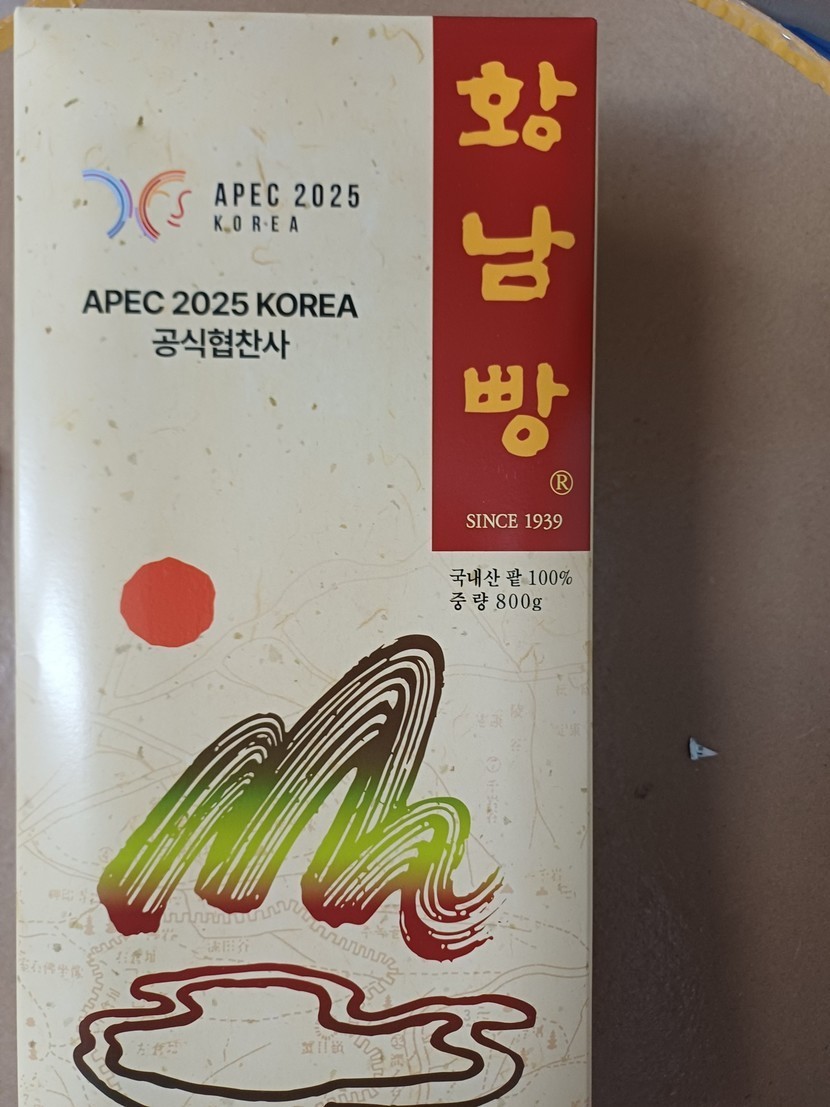 APEC 2025
KOREA
APEC 2025 KOREA
공식협찬사
황남빵®
SINCE 1939
국내산 팥 100%
중량 800g